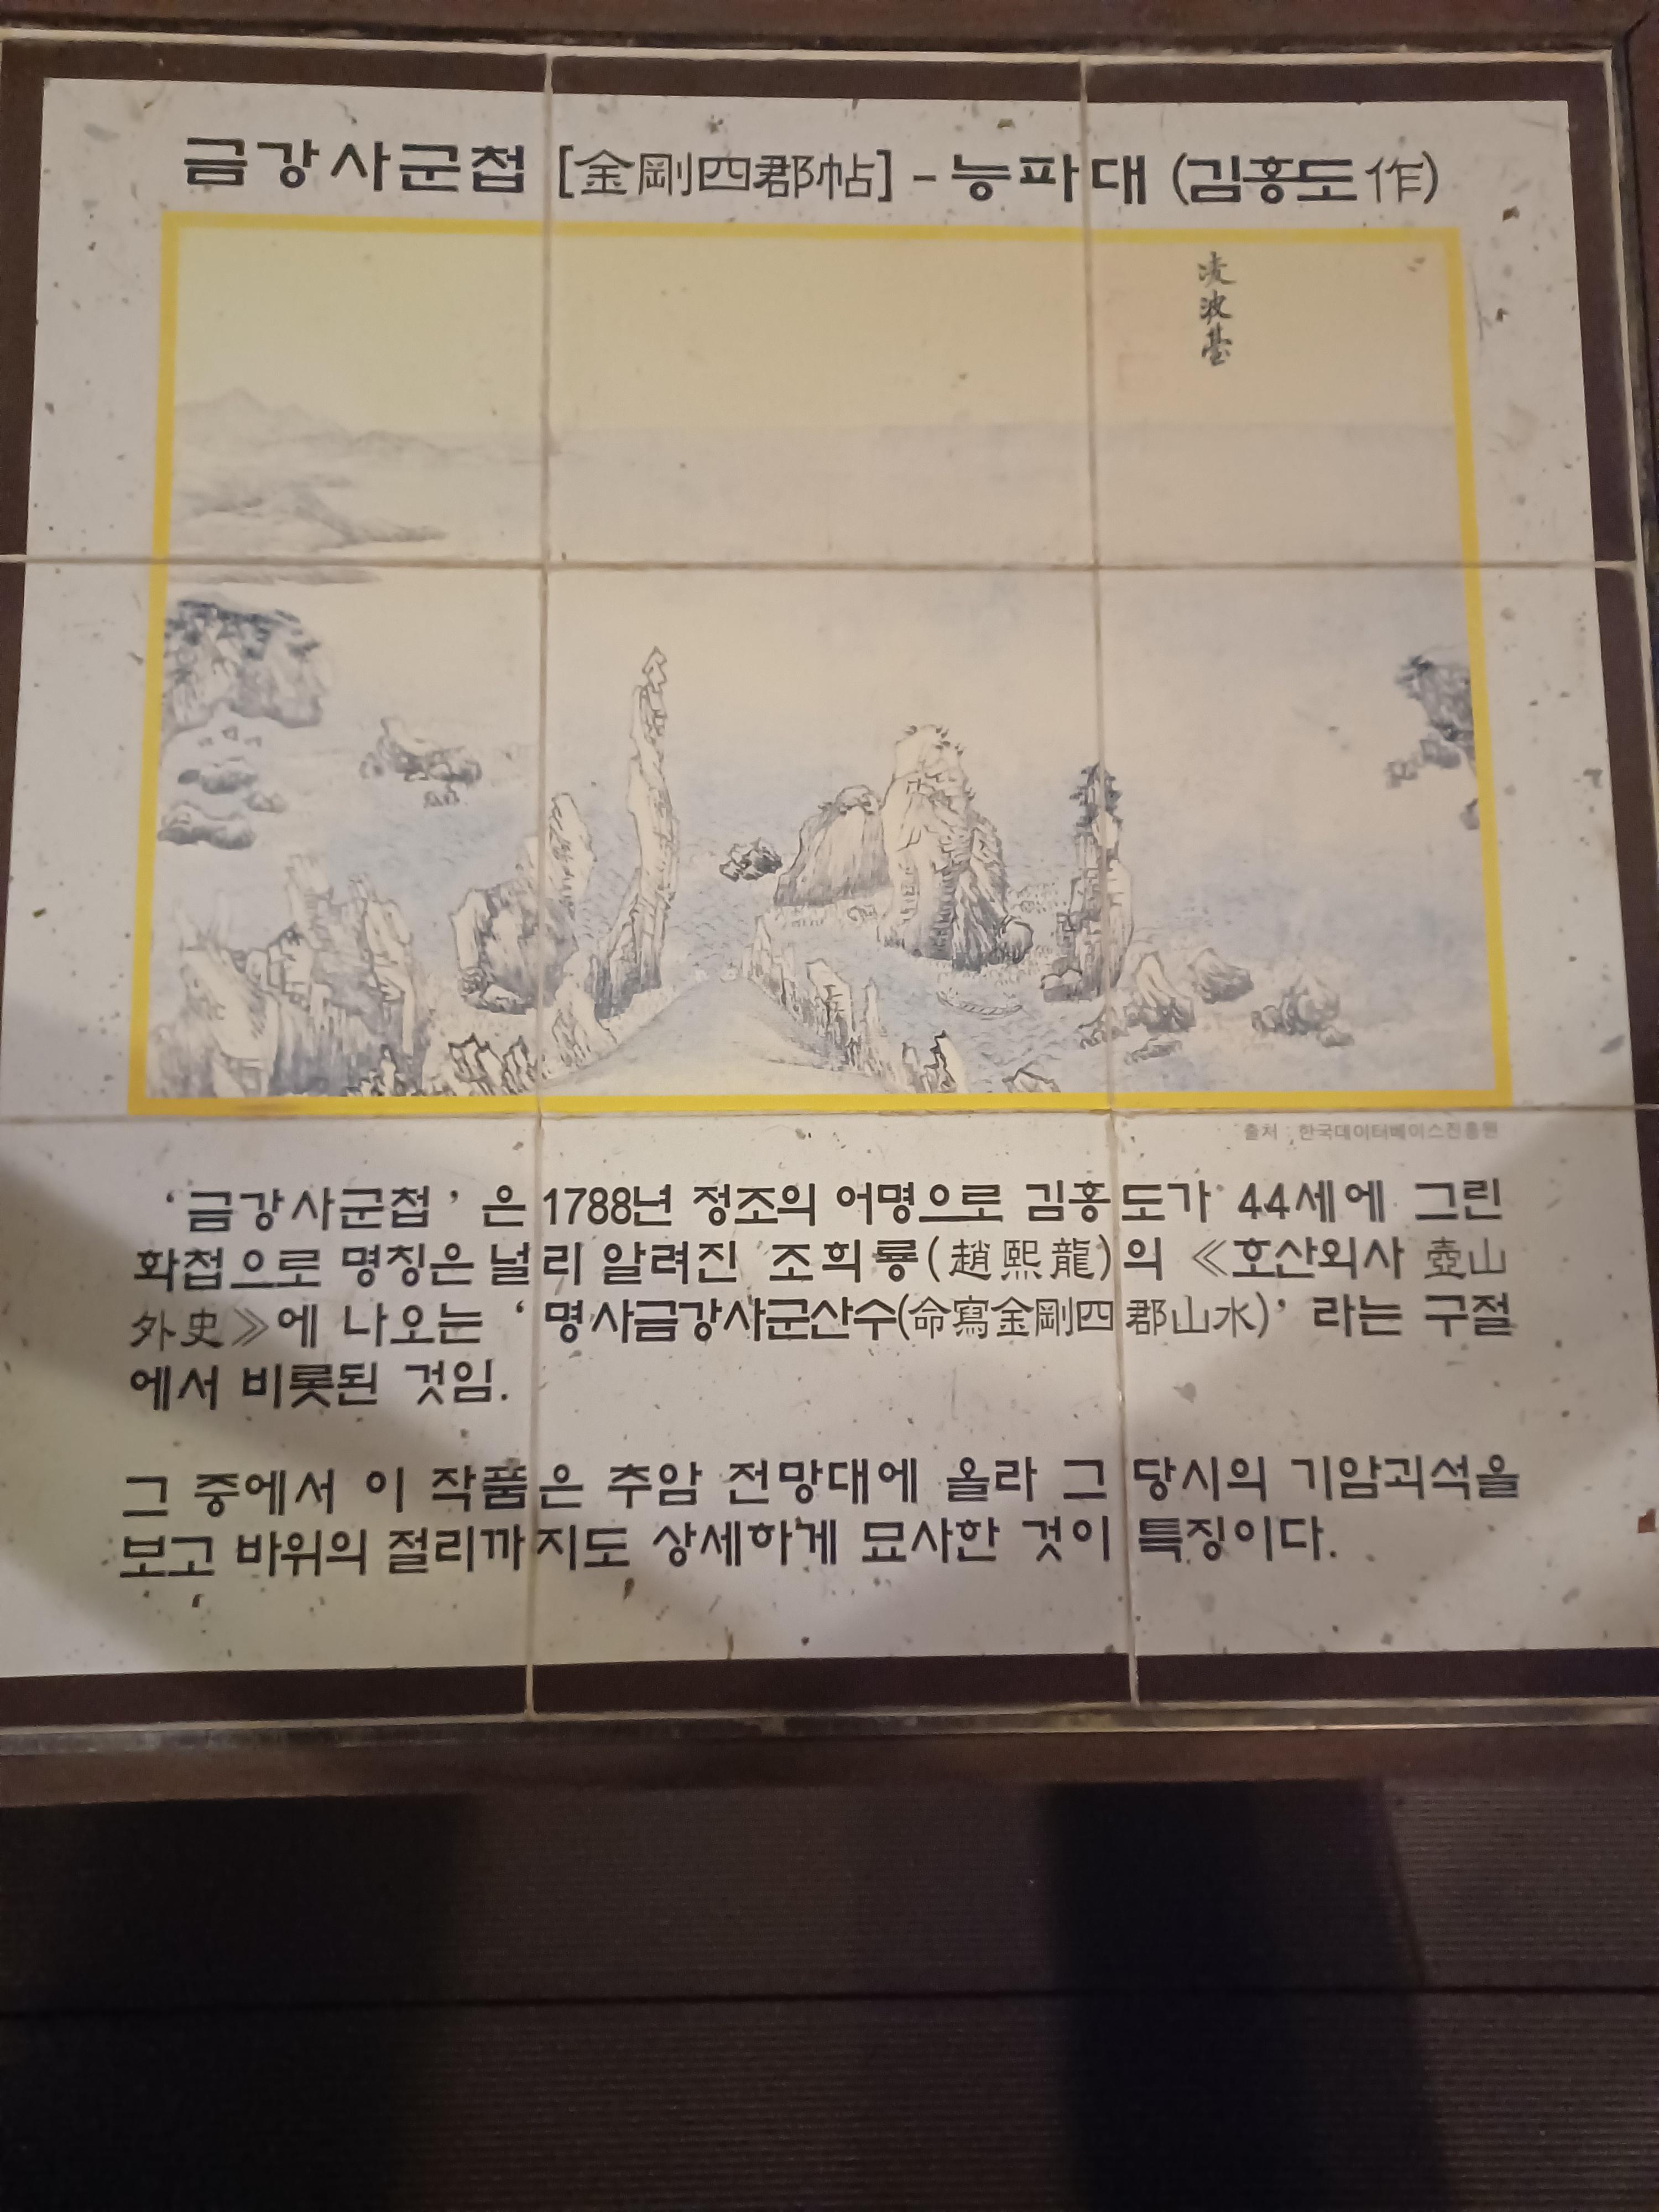 금강사군첩 [金剛四郡帖] - 능파대 (김홍도作)
凌波臺
출처 : 한국데이터베이스진흥원
‘금강사군첩’은 1788년 정조의 어명으로 김홍도가 44세에 그린
화첩으로 명칭은 널리 알려진 조희룡(趙熙龍)의 ≪호산외사 壺山
外史≫에 나오는 ‘명사금강사군산수(命寫金剛四郡山水)’ 라는 구절
에서 비롯된 것임.
그 중에서 이 작품은 추암 전망대에 올라 그 당시의 기암괴석을
보고 바위의 절리까지도 상세하게 묘사한 것이 특징이다.